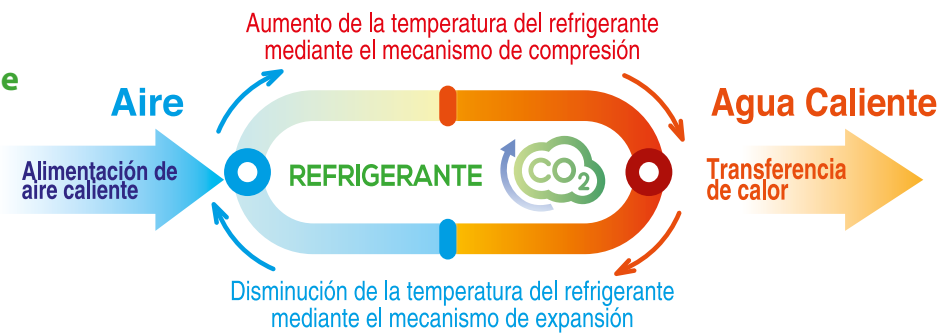 Aumento de la temperatura del refrigerante
mediante el mecanismo de compresión
e
Aire
Agua Caliente
Alimentación de
aire caliente
REFRIGERANTE
CO2
Transferencia
de calor
Disminución de la temperatura del refrigerante
mediante el mecanismo de expansión